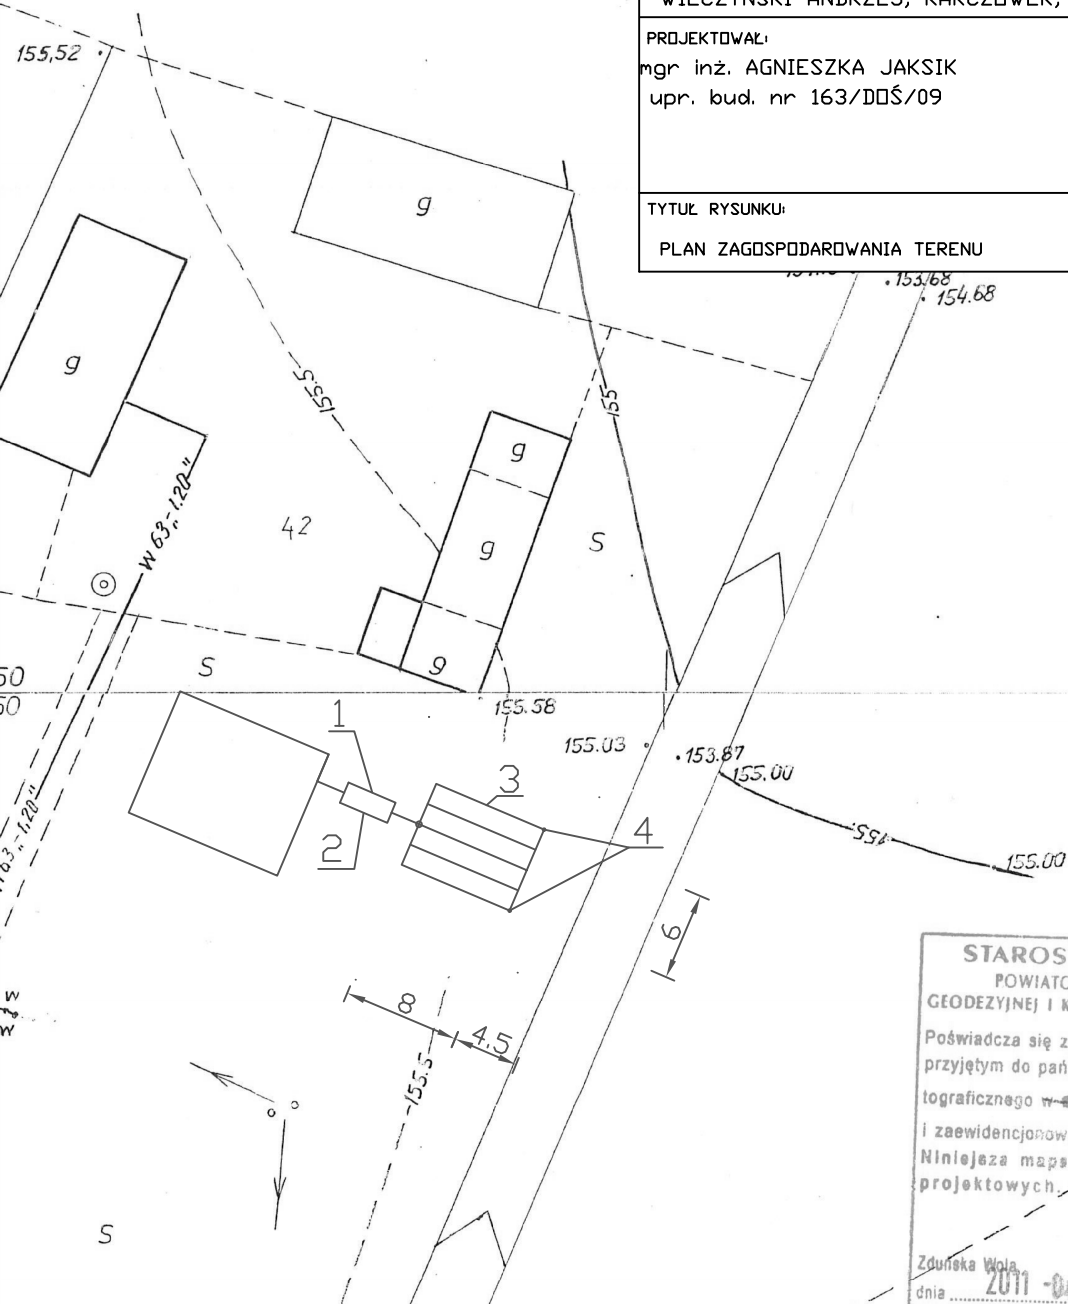 PROJEKTOWAŁ:
mgr inż. AGNIESZKA JAKSIK
upr. bud. nr 163/DOŚ/09
TYTUŁ RYSUNKU:
PLAN ZAGOSPODAROWANIA TERENU
155,52
153.68
154.68
g
g
155.5
155
g
W 63 „-1.20"
42
g
S
g
S
50
50
155.58
1
155.03
153.87
155.00
3
2
4
155.
155.00
6
8
4.5
155.5
S
STAROS
POWIATO
GEODEZYJNEJ I K
Poświadcza się z
przyjętym do pań
tograficznego
i zaewidencjonow
Niniejsza mapa
projektowych.
Zduńska Wola,
dnia 2011